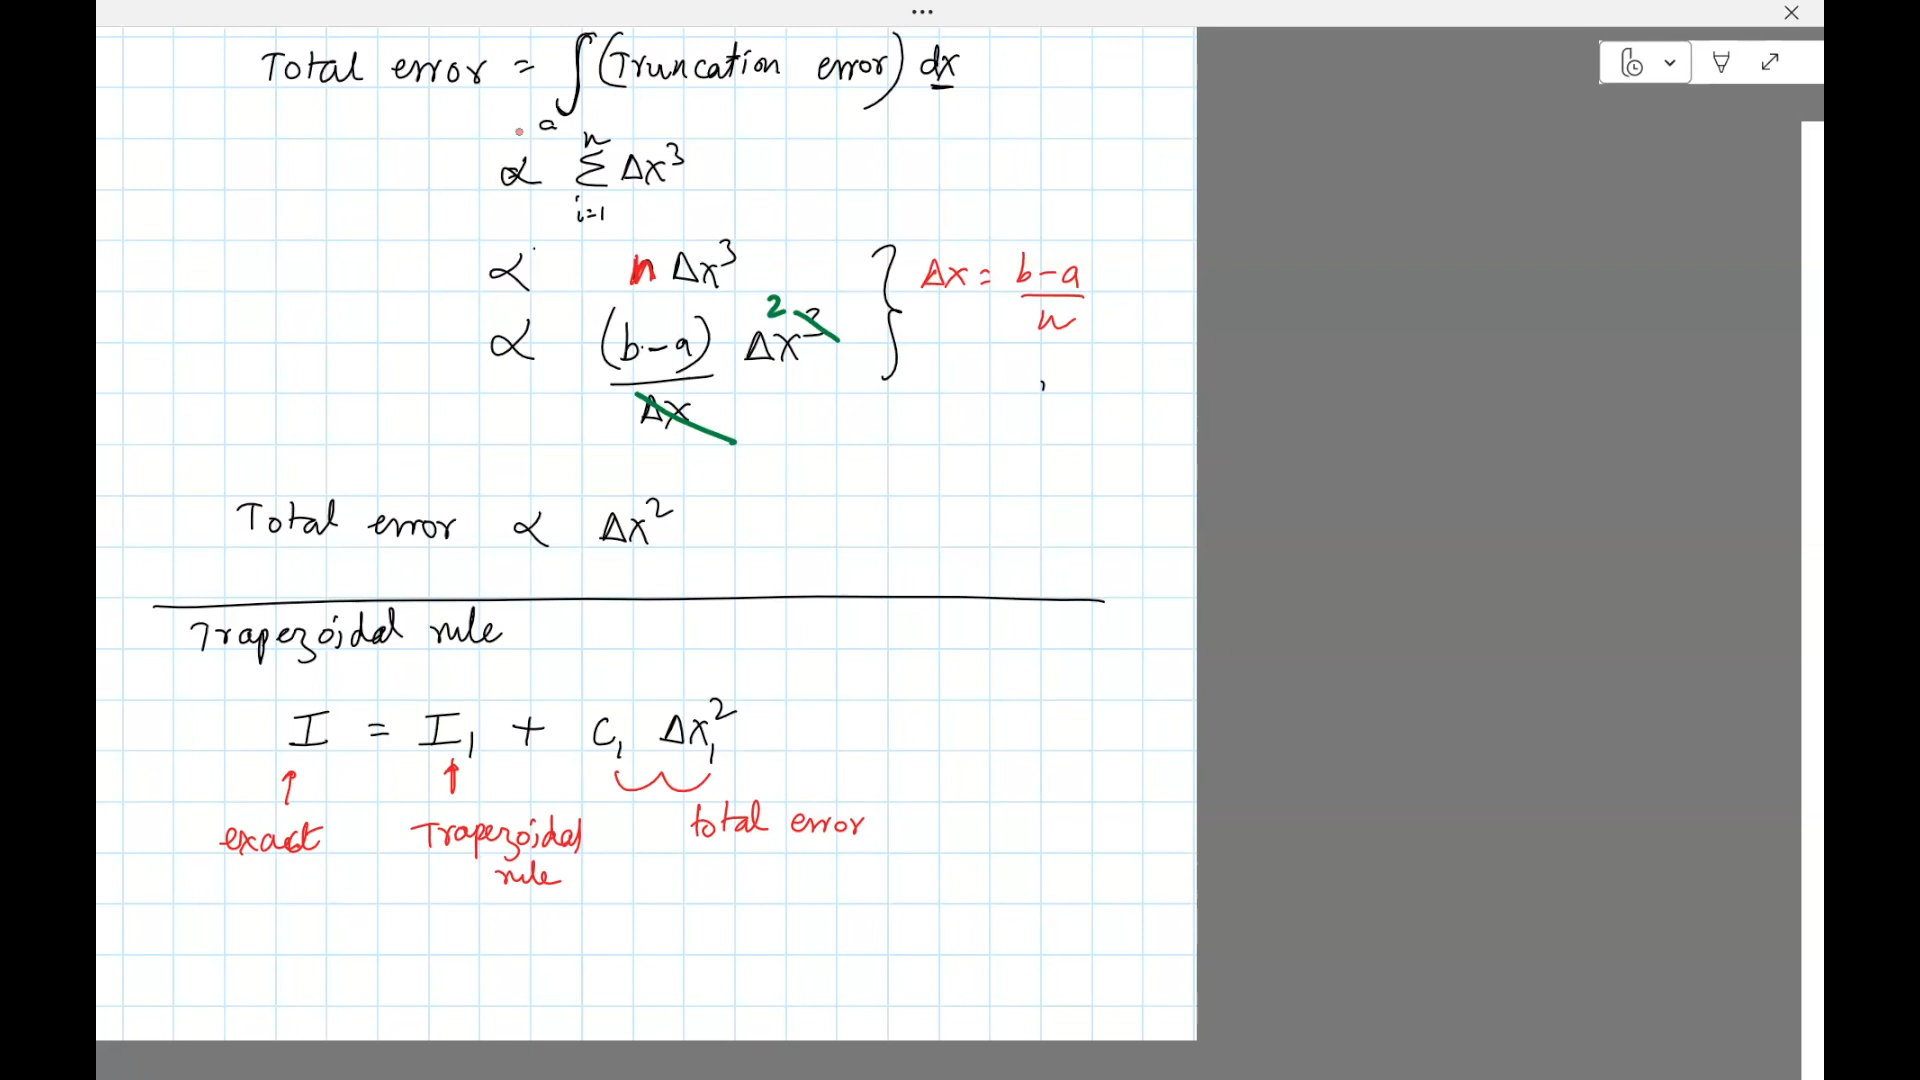 Total error = ∫ₐ (Truncation error) dx
∝ n Σ i=1 Δx³
∝ n Δx³ } Δx = b-a / n
∝ (b-a) / Δx Δx³ 2
Total error ∝ Δx²
Trapezoidal rule
I = I₁ + C₁ Δx₁²
exact Trapezoidal rule total error